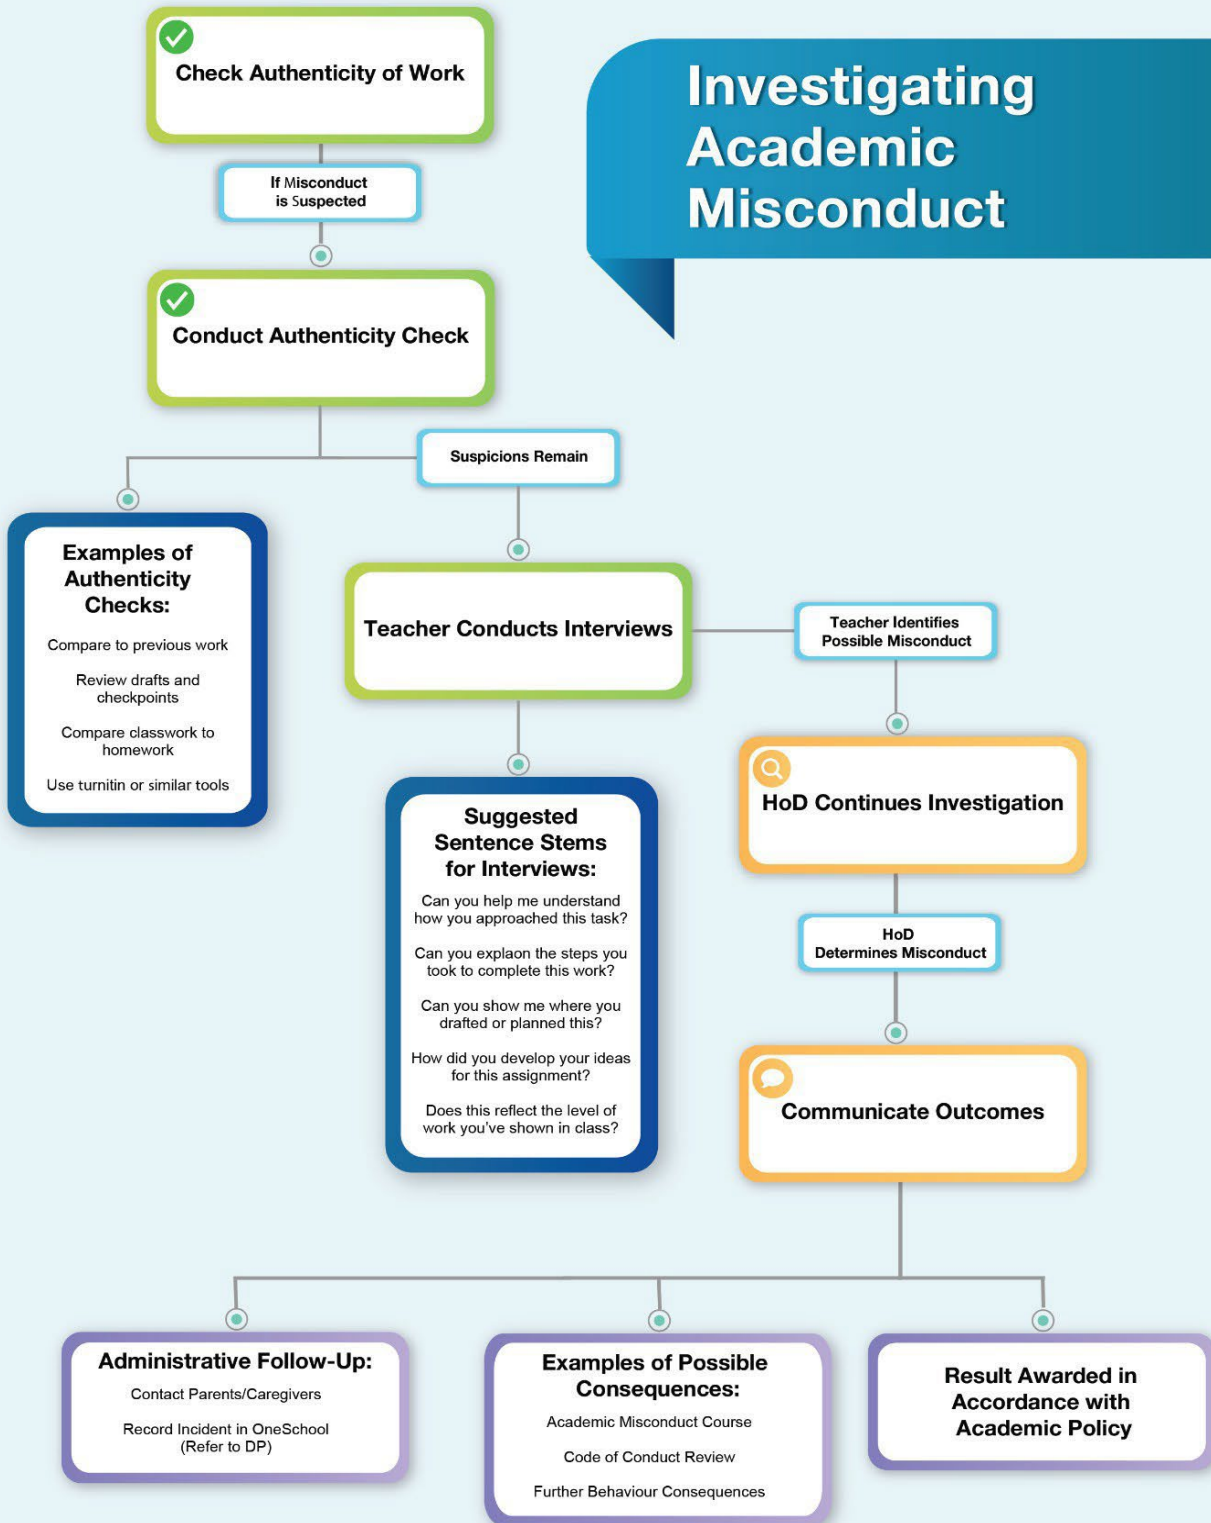 Investigating
Academic
Misconduct
Check Authenticity of Work
If Misconduct
is Suspected
Conduct Authenticity Check
Suspicions Remain
Examples of
Authenticity
Checks:
Compare to previous work
Review drafts and
checkpoints
Compare classwork to
homework
Use turnitin or similar tools
Teacher Conducts Interviews
Teacher Identifies
Possible Misconduct
Suggested
Sentence Stems
for Interviews:
Can you help me understand
how you approached this task?
Can you explaon the steps you
took to complete this work?
Can you show me where you
drafted or planned this?
How did you develop your ideas
for this assignment?
Does this reflect the level of
work you've shown in class?
HoD Continues Investigation
HoD
Determines Misconduct
Communicate Outcomes
Administrative Follow-Up:
Contact Parents/Caregivers
Record Incident in OneSchool
(Refer to DP)
Examples of Possible
Consequences:
Academic Misconduct Course
Code of Conduct Review
Further Behaviour Consequences
Result Awarded in
Accordance with
Academic Policy